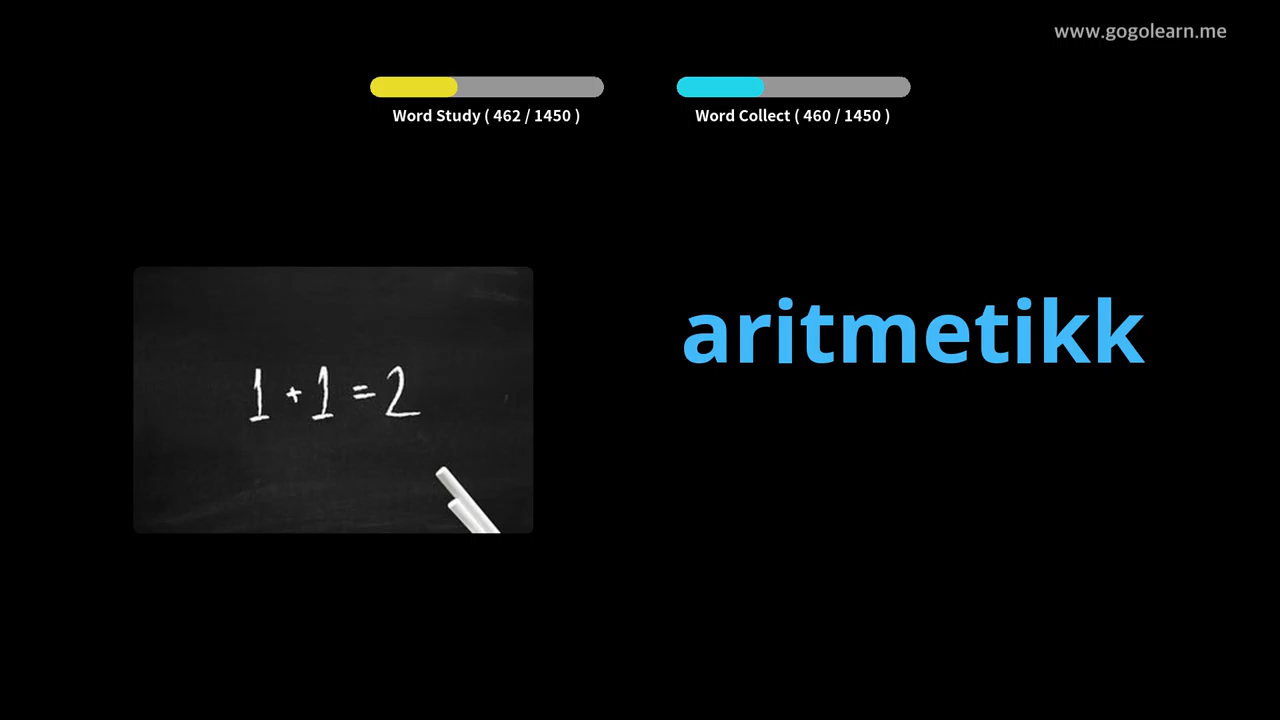 www.gogolearn.me
Word Study ( 462 / 1450 )
Word Collect ( 460 / 1450 )
aritmetikk
1 + 1 = 2